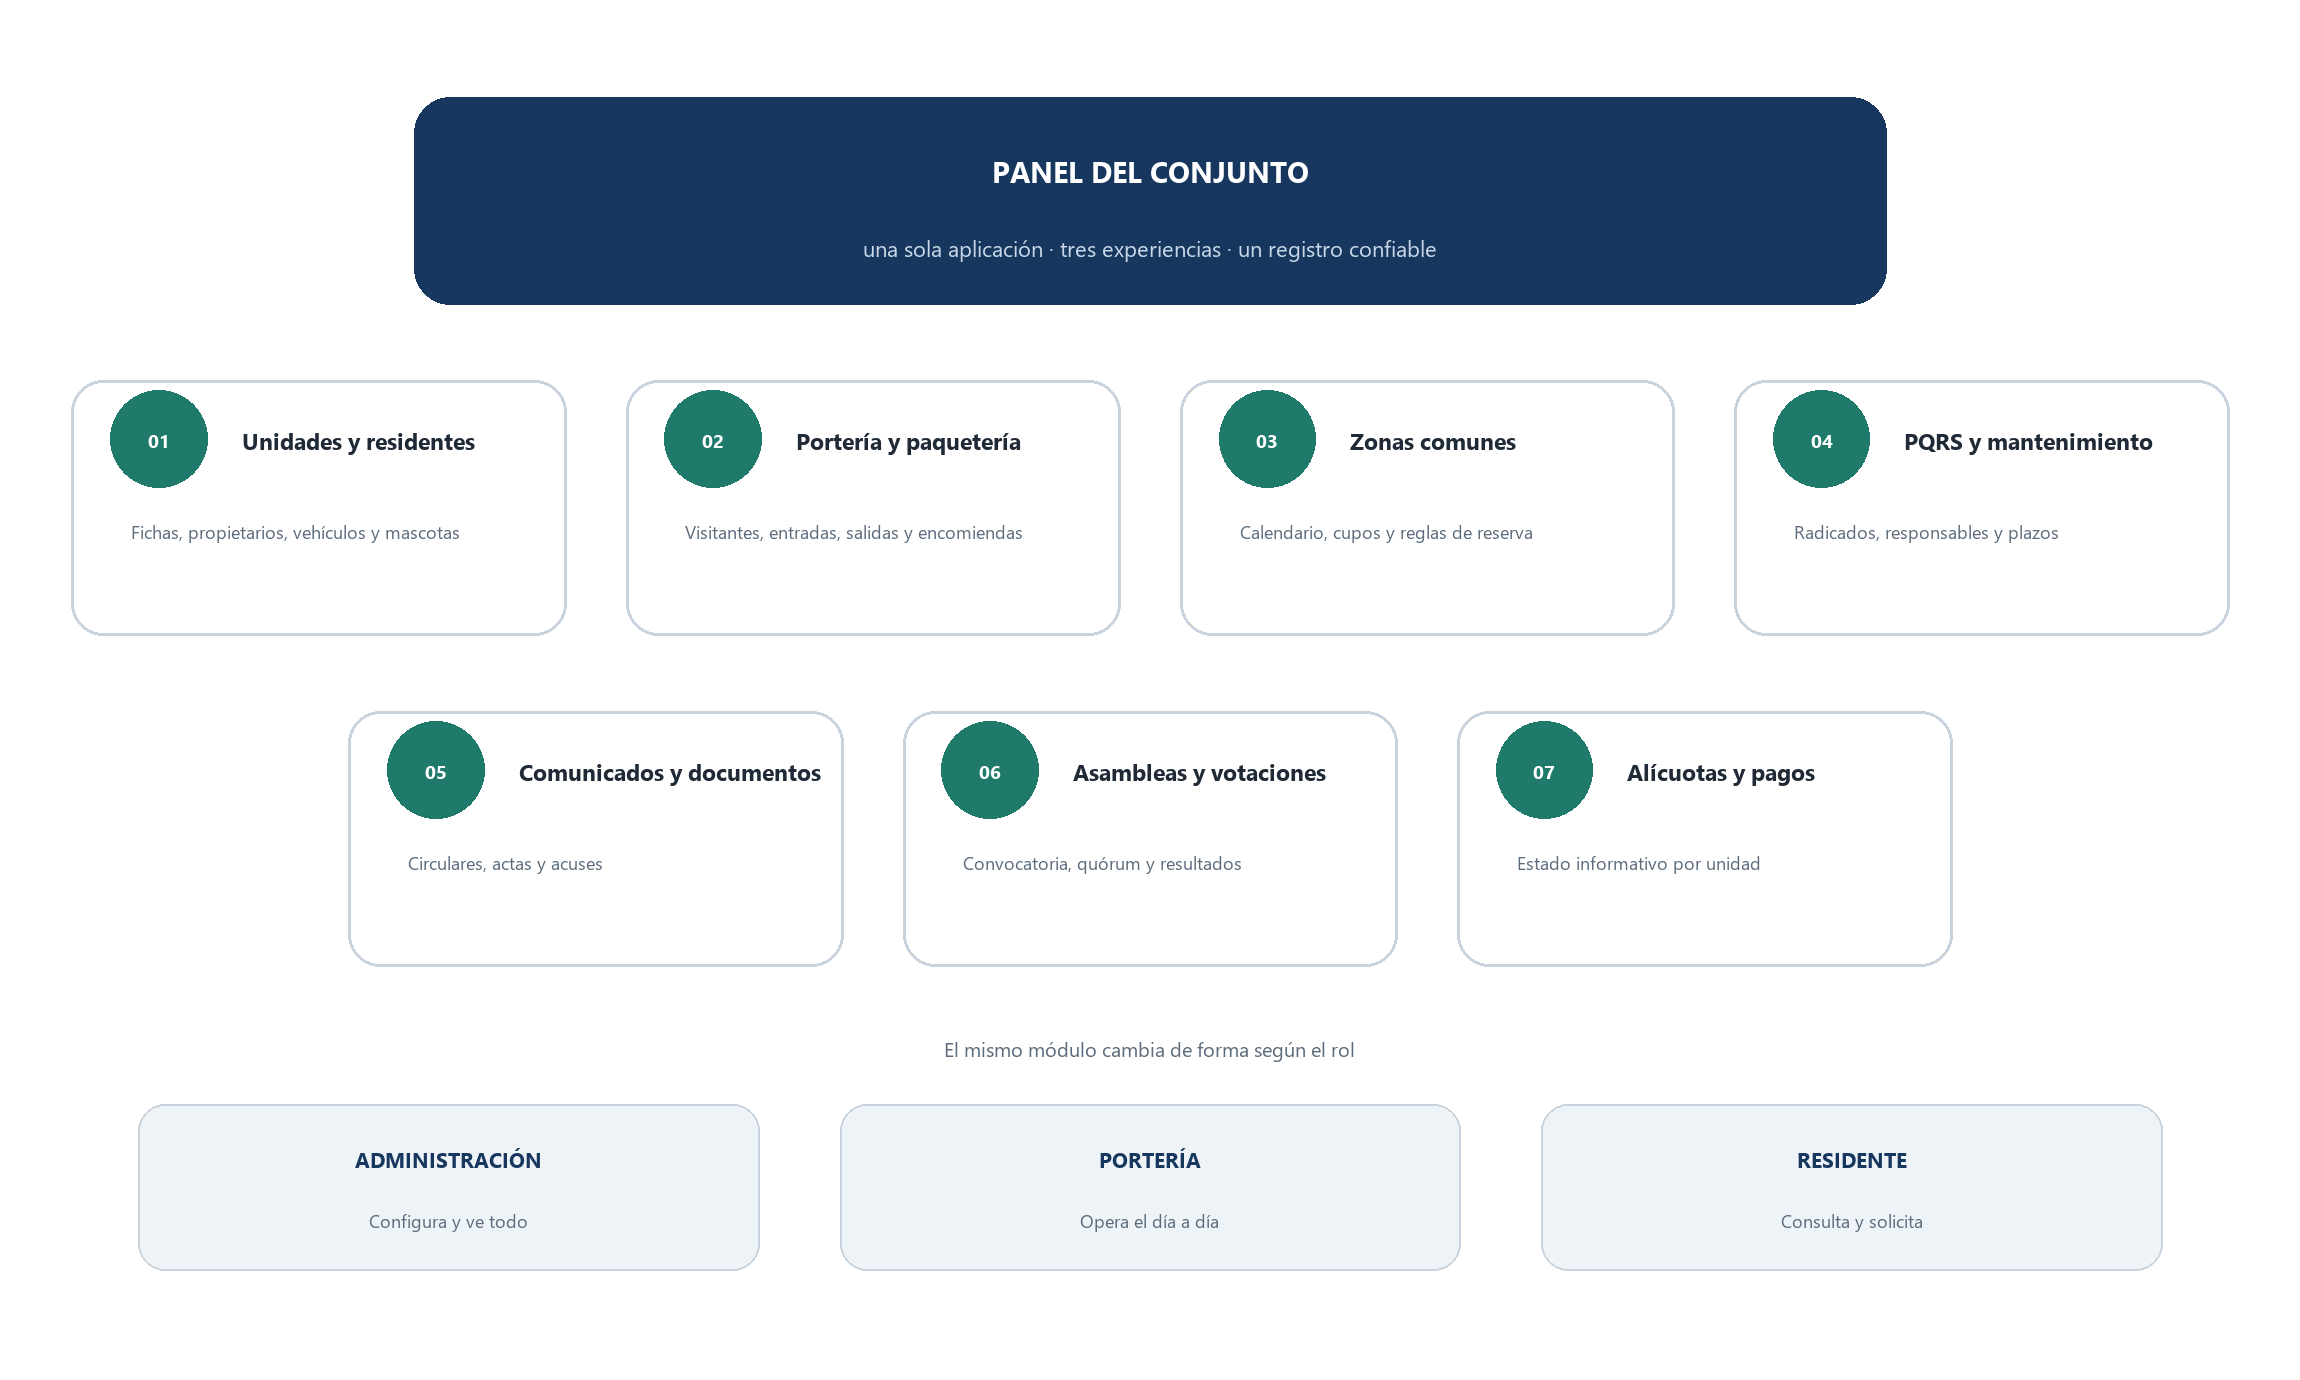 PANEL DEL CONJUNTO
una sola aplicación · tres experiencias · un registro confiable
01
Unidades y residentes
Fichas, propietarios, vehículos y mascotas
02
Portería y paquetería
Visitantes, entradas, salidas y encomiendas
03
Zonas comunes
Calendario, cupos y reglas de reserva
04
PQRS y mantenimiento
Radicados, responsables y plazos
05
Comunicados y documentos
Circulares, actas y acuses
06
Asambleas y votaciones
Convocatoria, quórum y resultados
07
Alícuotas y pagos
Estado informativo por unidad
El mismo módulo cambia de forma según el rol
ADMINISTRACIÓN
Configura y ve todo
PORTERÍA
Opera el día a día
RESIDENTE
Consulta y solicita